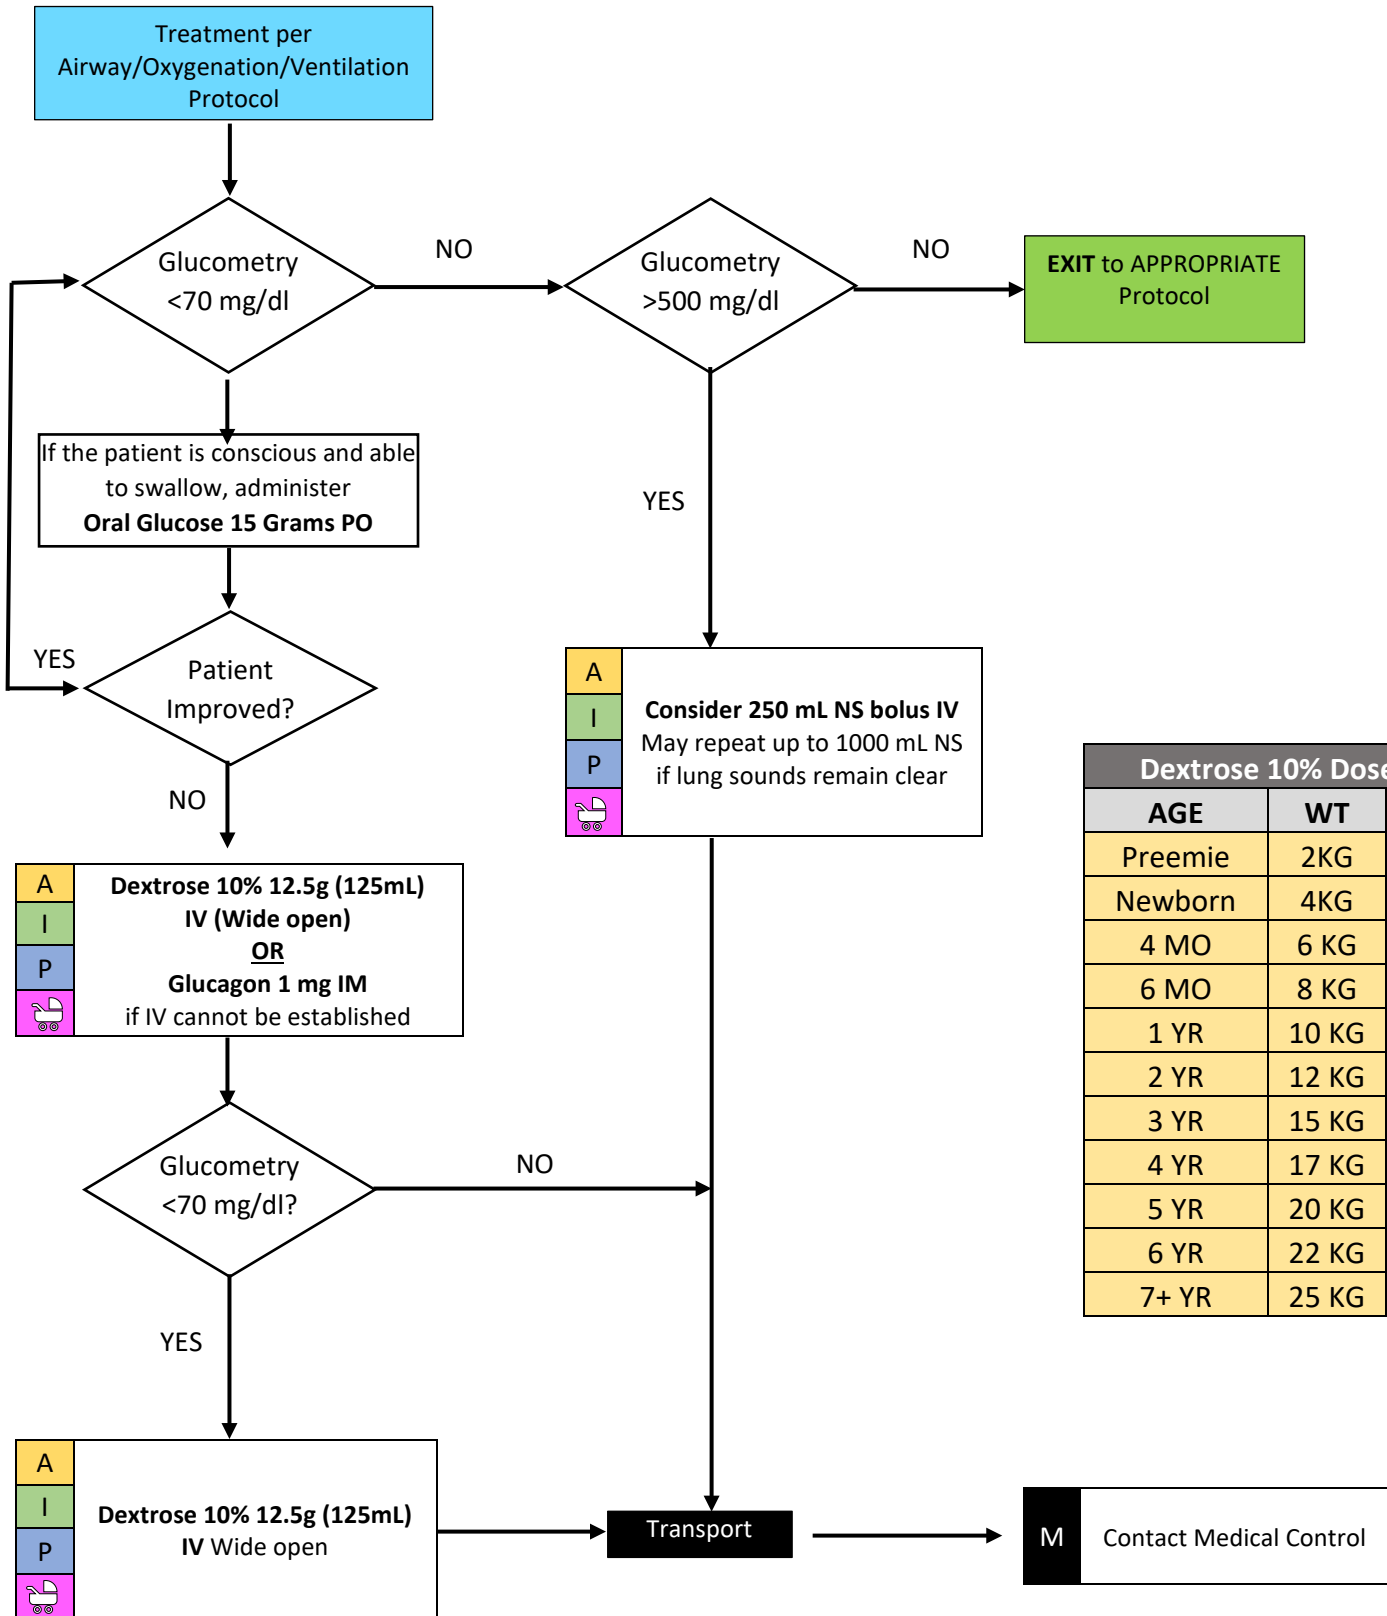 Treatment per
Airway/Oxygenation/Ventilation
Protocol
Glucometry
<70 mg/dl
NO
Glucometry
>500 mg/dl
NO
EXIT to APPROPRIATE
Protocol
If the patient is conscious and able
to swallow, administer
Oral Glucose 15 Grams PO
YES
YES
Patient
Improved?
NO
A
I
P
Consider 250 mL NS bolus IV
May repeat up to 1000 mL NS
if lung sounds remain clear
A
I
P
Dextrose 10% 12.5g (125mL)
IV (Wide open)
OR
Glucagon 1 mg IM
if IV cannot be established
Glucometry
<70 mg/dl?
NO
YES
A
I
P
Dextrose 10% 12.5g (125mL)
IV Wide open
Transport
M Contact Medical Control
Dextrose 10% Dose
AGE WT
Preemie 2KG
Newborn 4KG
4 MO 6 KG
6 MO 8 KG
1 YR 10 KG
2 YR 12 KG
3 YR 15 KG
4 YR 17 KG
5 YR 20 KG
6 YR 22 KG
7+ YR 25 KG